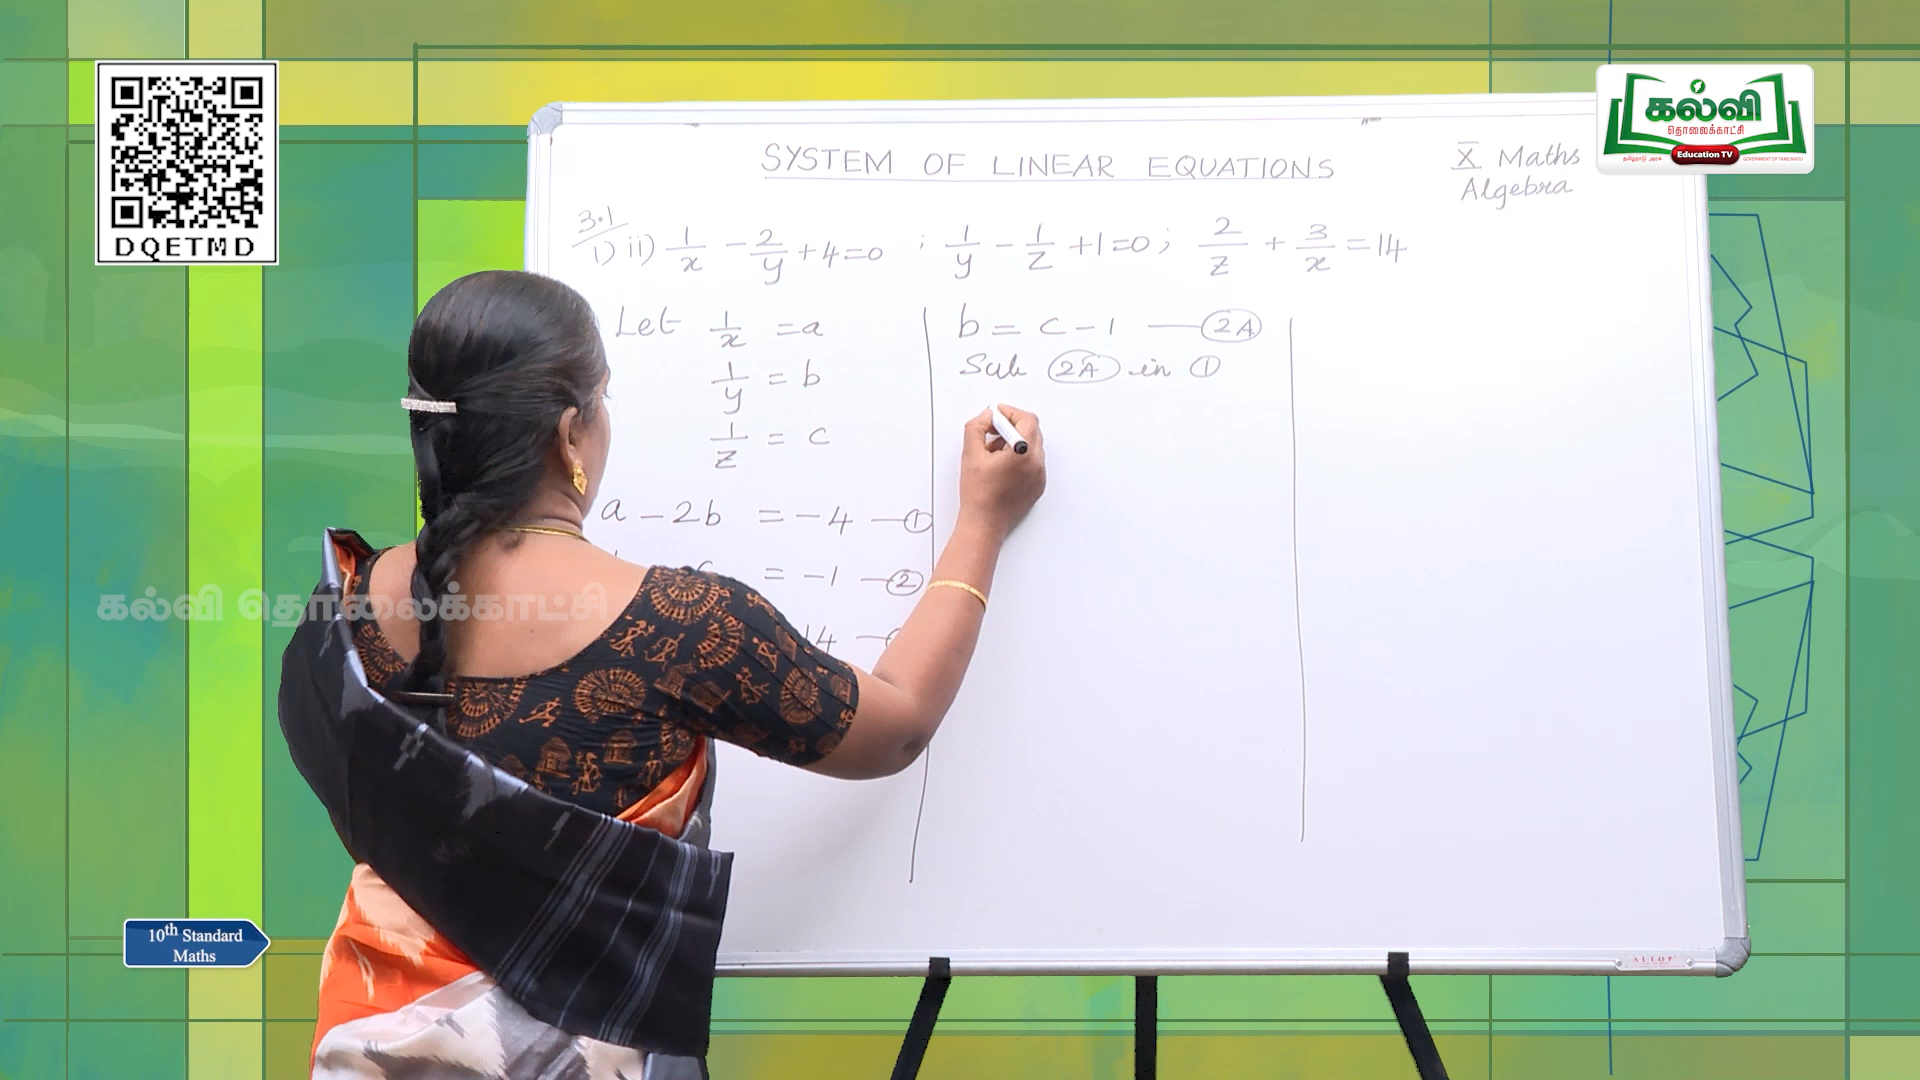 DQETMD
கல்வி
தொலைக்காட்சி
Education TV
SYSTEM OF LINEAR EQUATIONS
X Maths
Algebra
3.1
1) ii) 1/x - 2/y + 4 = 0 ; 1/y - 1/z + 1 = 0 ; 2/z + 3/x = 14
Let 1/x = a
1/y = b
1/z = c
a - 2b = -4 — ①
= -1 — ②
14 —
b = c - 1 — 2A
Sub 2A in ①
கல்வி தொலைக்காட்சி
10th Standard
Maths